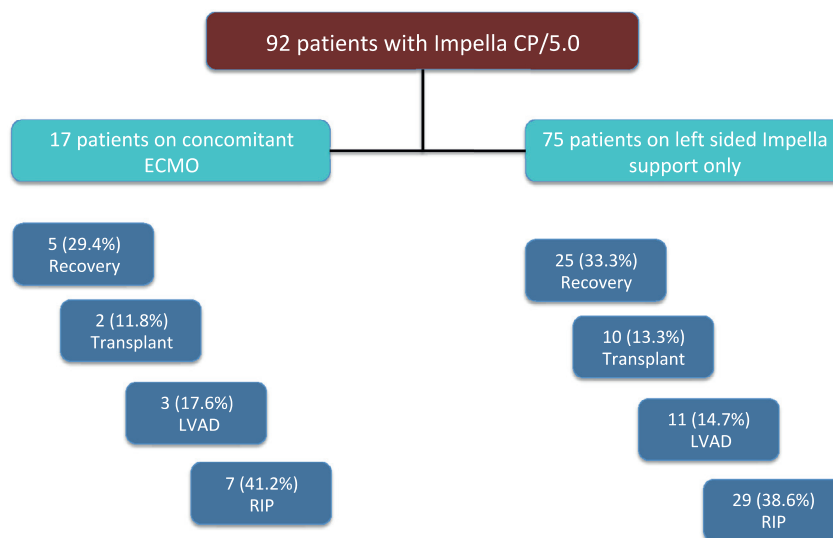 92 patients with Impella CP/5.0
17 patients on concomitant
ECMO
75 patients on left sided Impella
support only
5 (29.4%)
Recovery
2 (11.8%)
Transplant
3 (17.6%)
LVAD
7 (41.2%)
RIP
25 (33.3%)
Recovery
10 (13.3%)
Transplant
11 (14.7%)
LVAD
29 (38.6%)
RIP